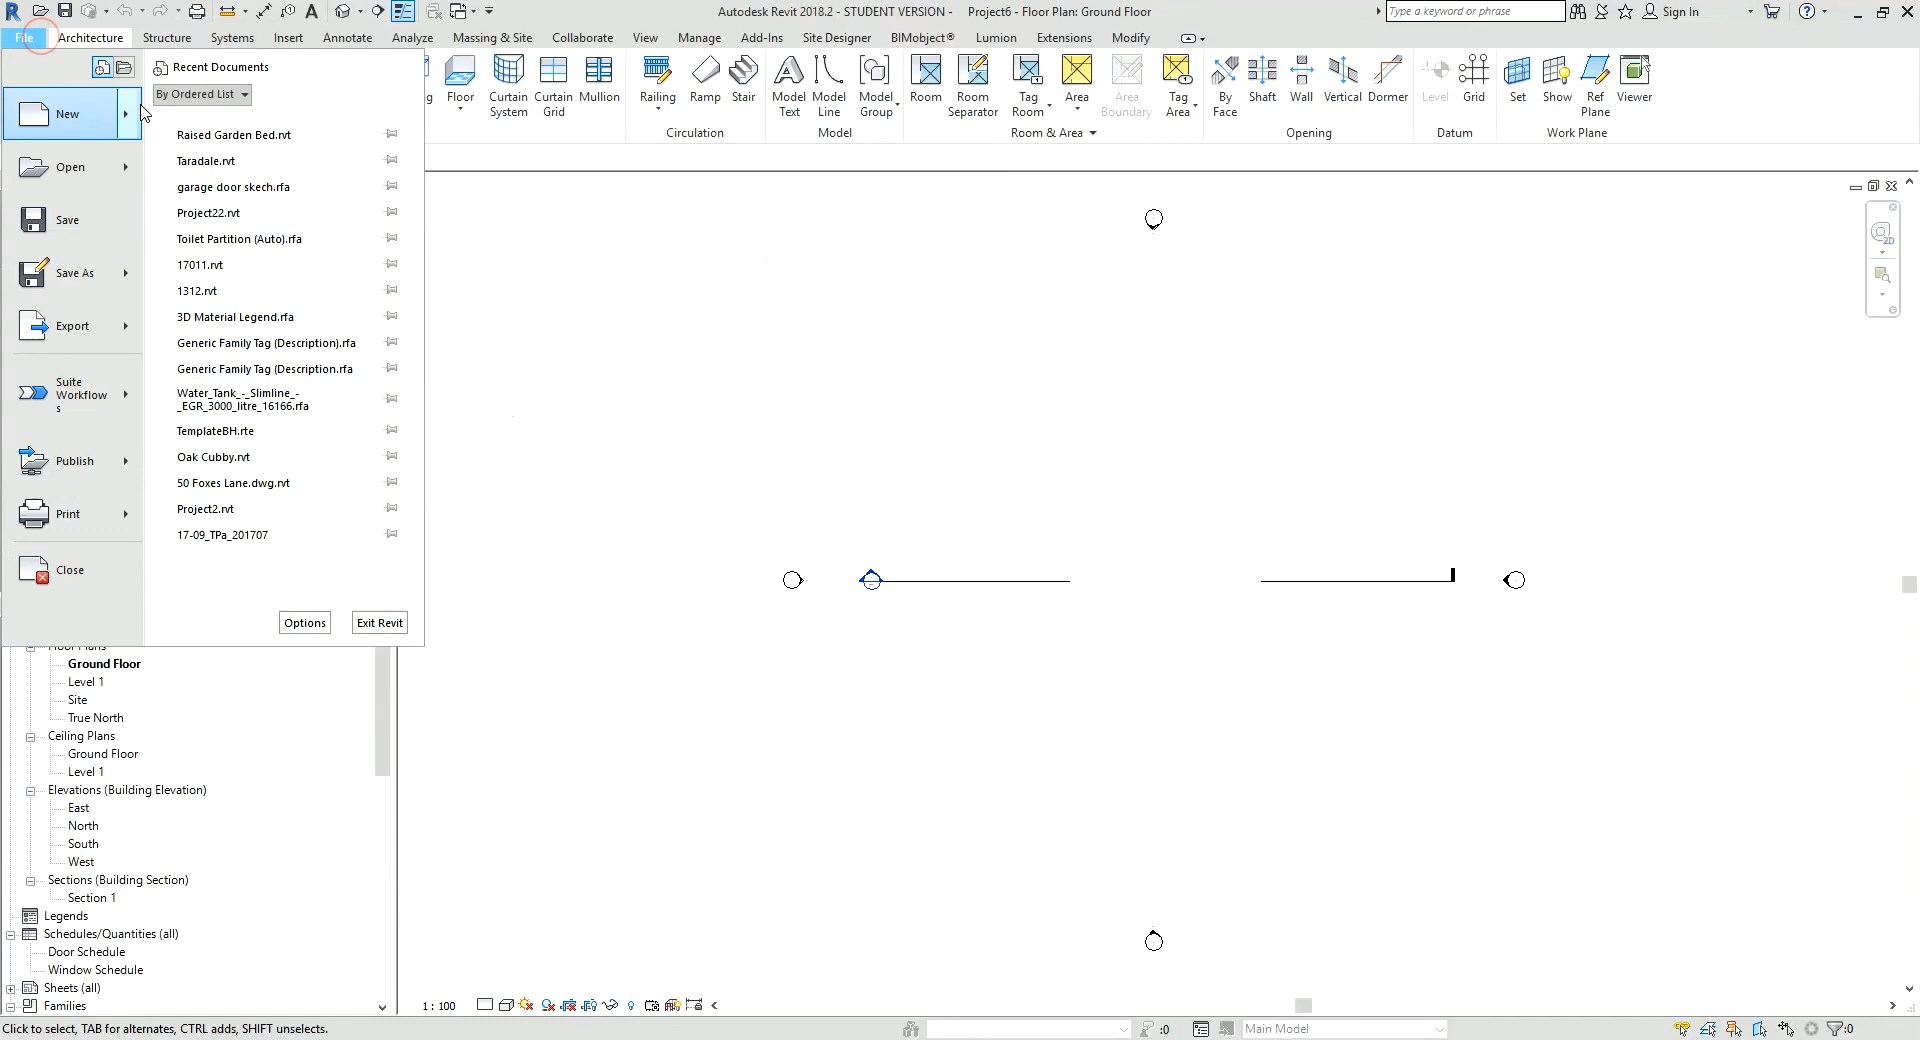 Autodesk Revit 2018.2 - STUDENT VERSION - Project6 - Floor Plan: Ground Floor
Type a keyword or phrase
Sign In
File Architecture Structure Systems Insert Annotate Analyze Massing & Site Collaborate View Manage Add-Ins Site Designer BIMobject® Lumion Extensions Modify
Recent Documents
By Ordered List
New
Open
Save
Save As
Export
Suite
Workflow
s
Publish
Print
Close
Raised Garden Bed.rvt
Taradale.rvt
garage door skech.rfa
Project22.rvt
Toilet Partition (Auto).rfa
17011.rvt
1312.rvt
3D Material Legend.rfa
Generic Family Tag (Description).rfa
Generic Family Tag (Description.rfa
Water_Tank_-_Slimline_-
_EGR_3000_litre_16166.rfa
TemplateBH.rte
Oak Cubby.rvt
50 Foxes Lane.dwg.rvt
Project2.rvt
17-09_TPa_201707
Options Exit Revit
g Floor Curtain System Curtain Grid Mullion
Railing Ramp Stair
Circulation
Model Text Model Line Model Group
Model
Room Room Separator Tag Room Area Area Boundary Tag Area
Room & Area
By Face Shaft Wall Vertical Dormer
Opening
Level Grid
Datum
Set Show Ref Plane Viewer
Work Plane
2D
Floor Plans
Ground Floor
Level 1
Site
True North
Ceiling Plans
Ground Floor
Level 1
Elevations (Building Elevation)
East
North
South
West
Sections (Building Section)
Section 1
Legends
Schedules/Quantities (all)
Door Schedule
Window Schedule
Sheets (all)
Families
1 : 100
Click to select, TAB for alternates, CTRL adds, SHIFT unselects.
:0
Main Model
:0